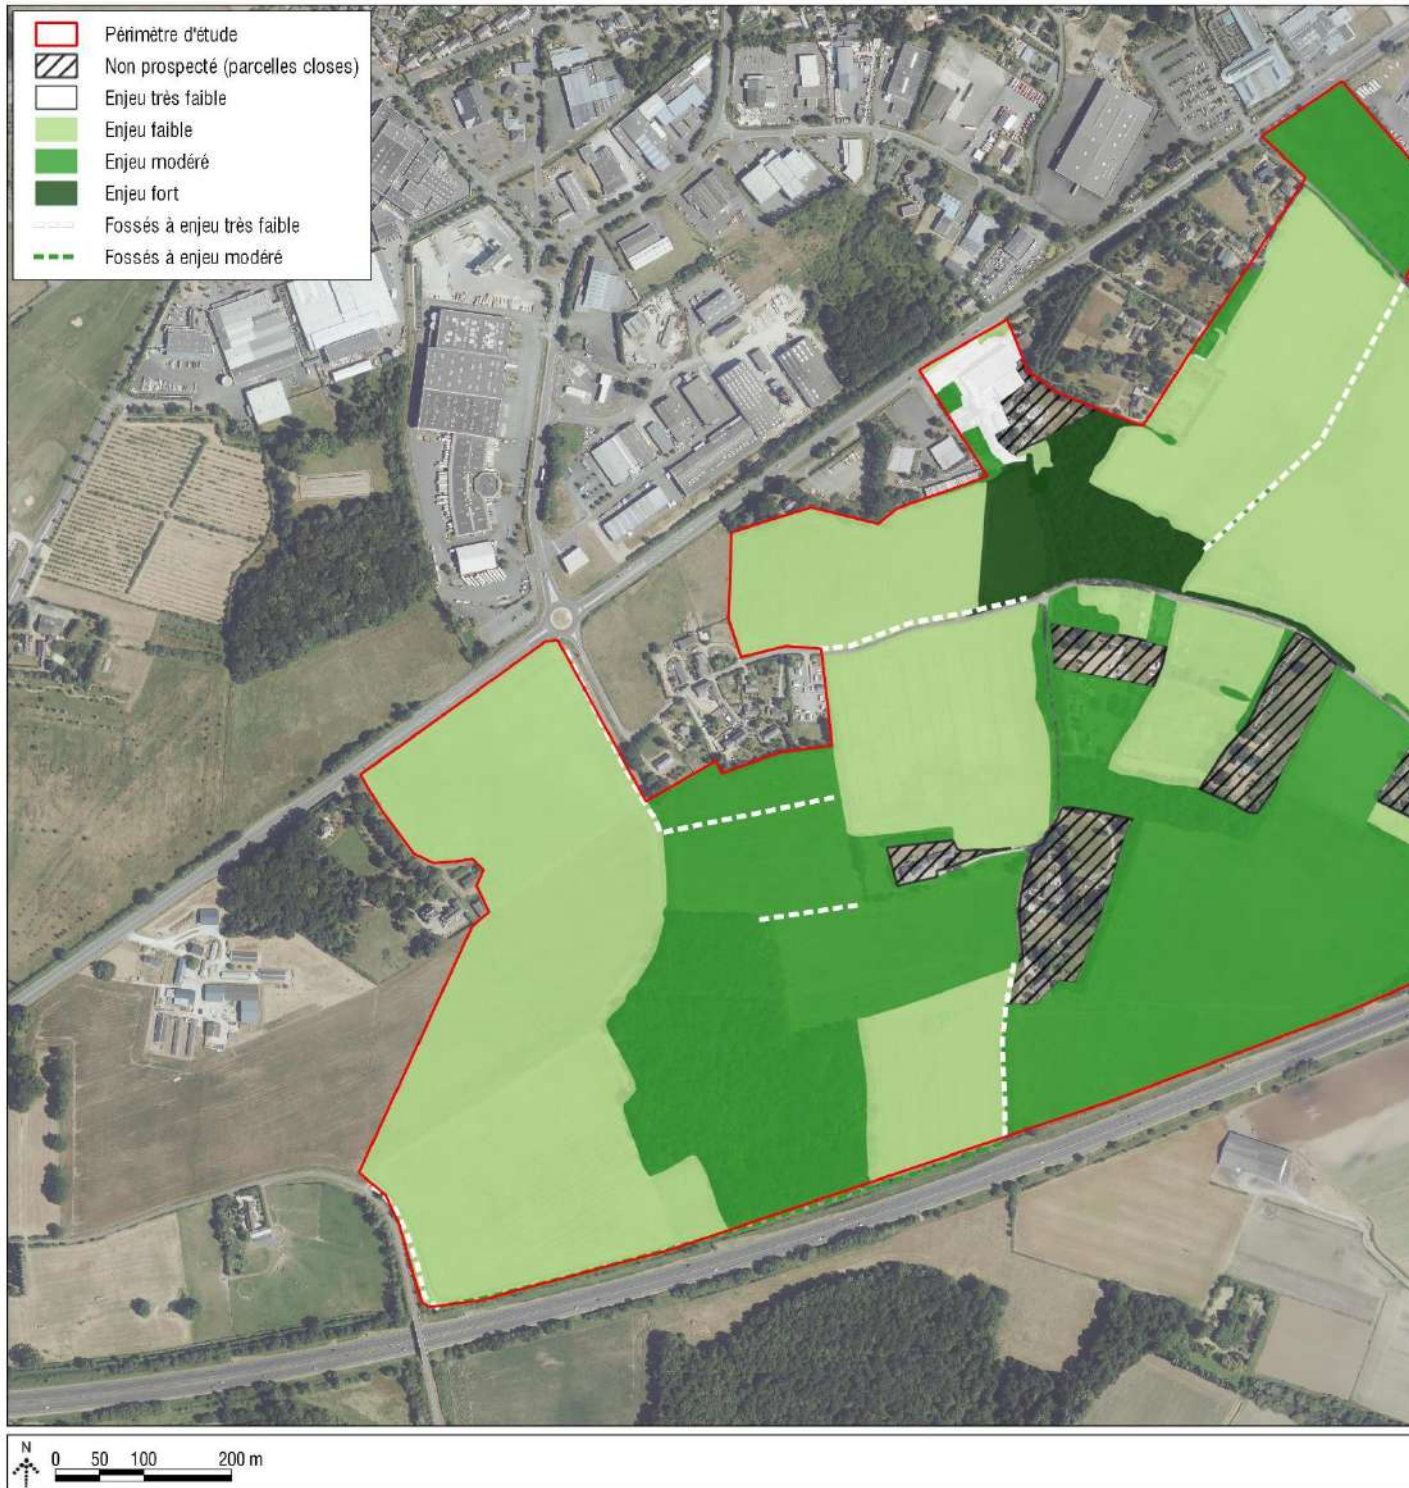 Périmètre d'étude
Non prospecté (parcelles closes)
Enjeu très faible
Enjeu faible
Enjeu modéré
Enjeu fort
Fossés à enjeu très faible
Fossés à enjeu modéré
N
0 50 100 200 m